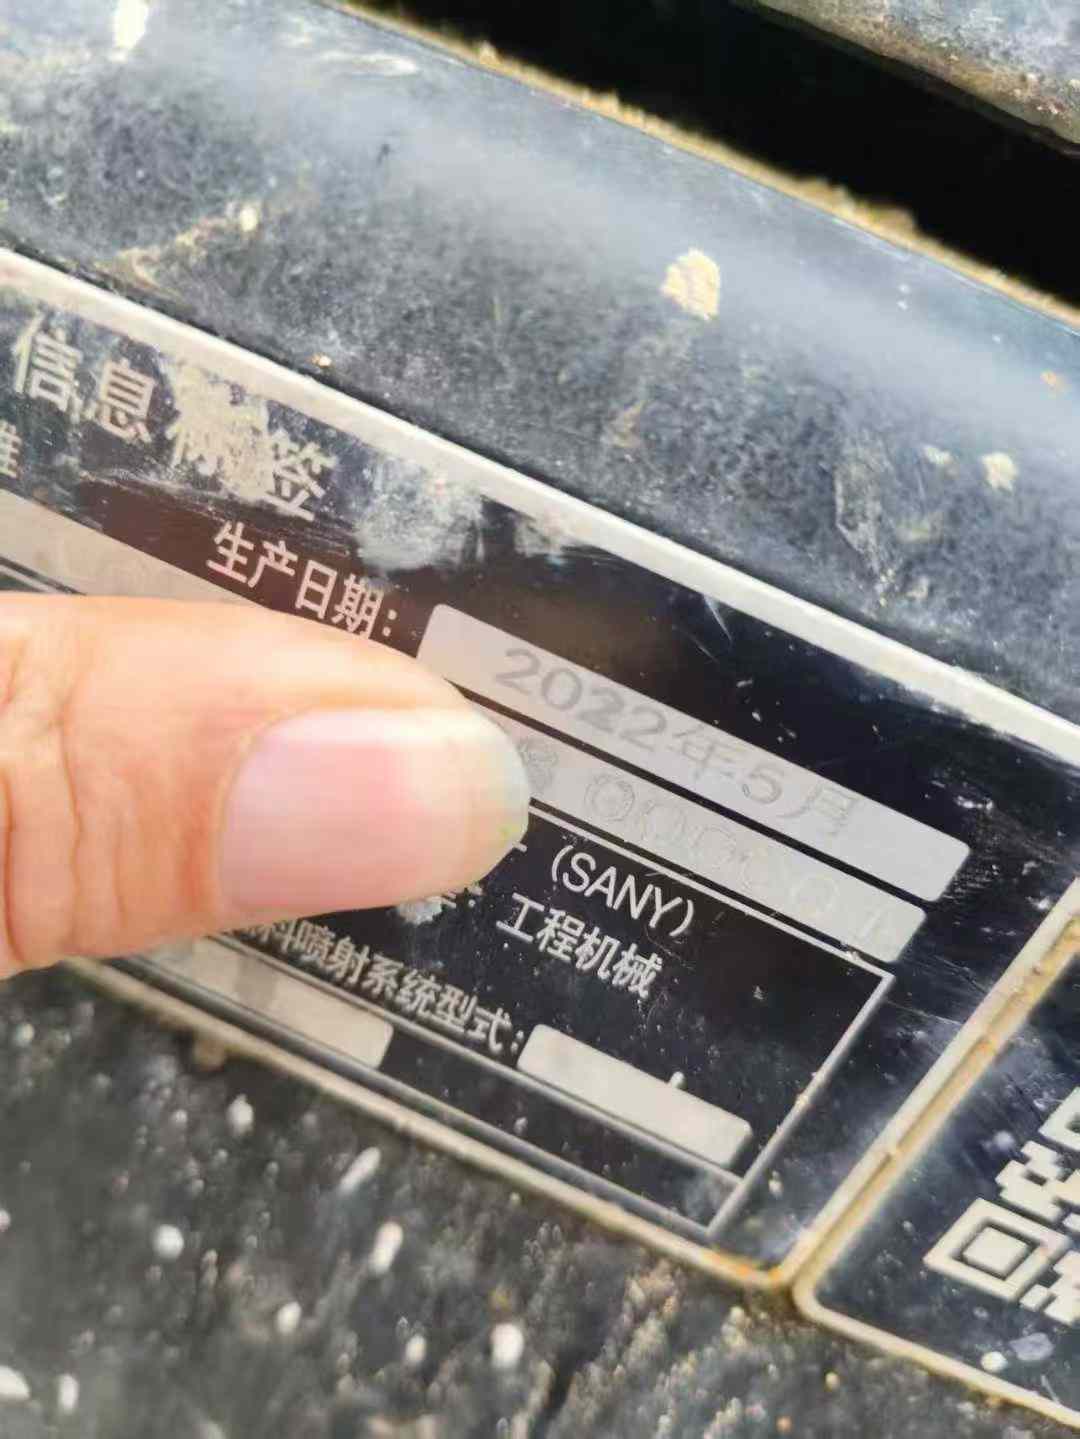 信息标签
准
生产日期：2022年5月
(SANY)
工程机械
喷射系统型式：